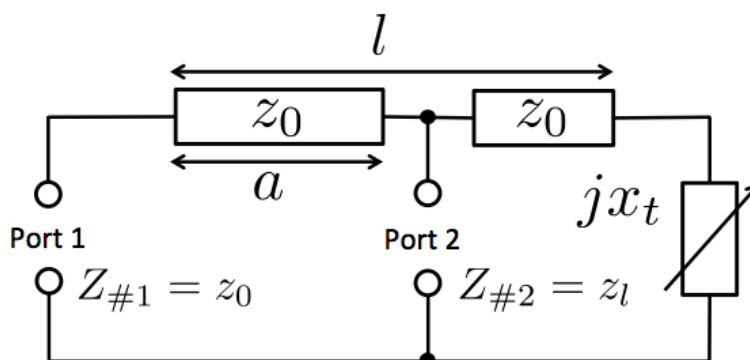 l
z₀
z₀
a
jxₜ
Port 1
Port 2
Z#1 = z₀
Z#2 = zₗ